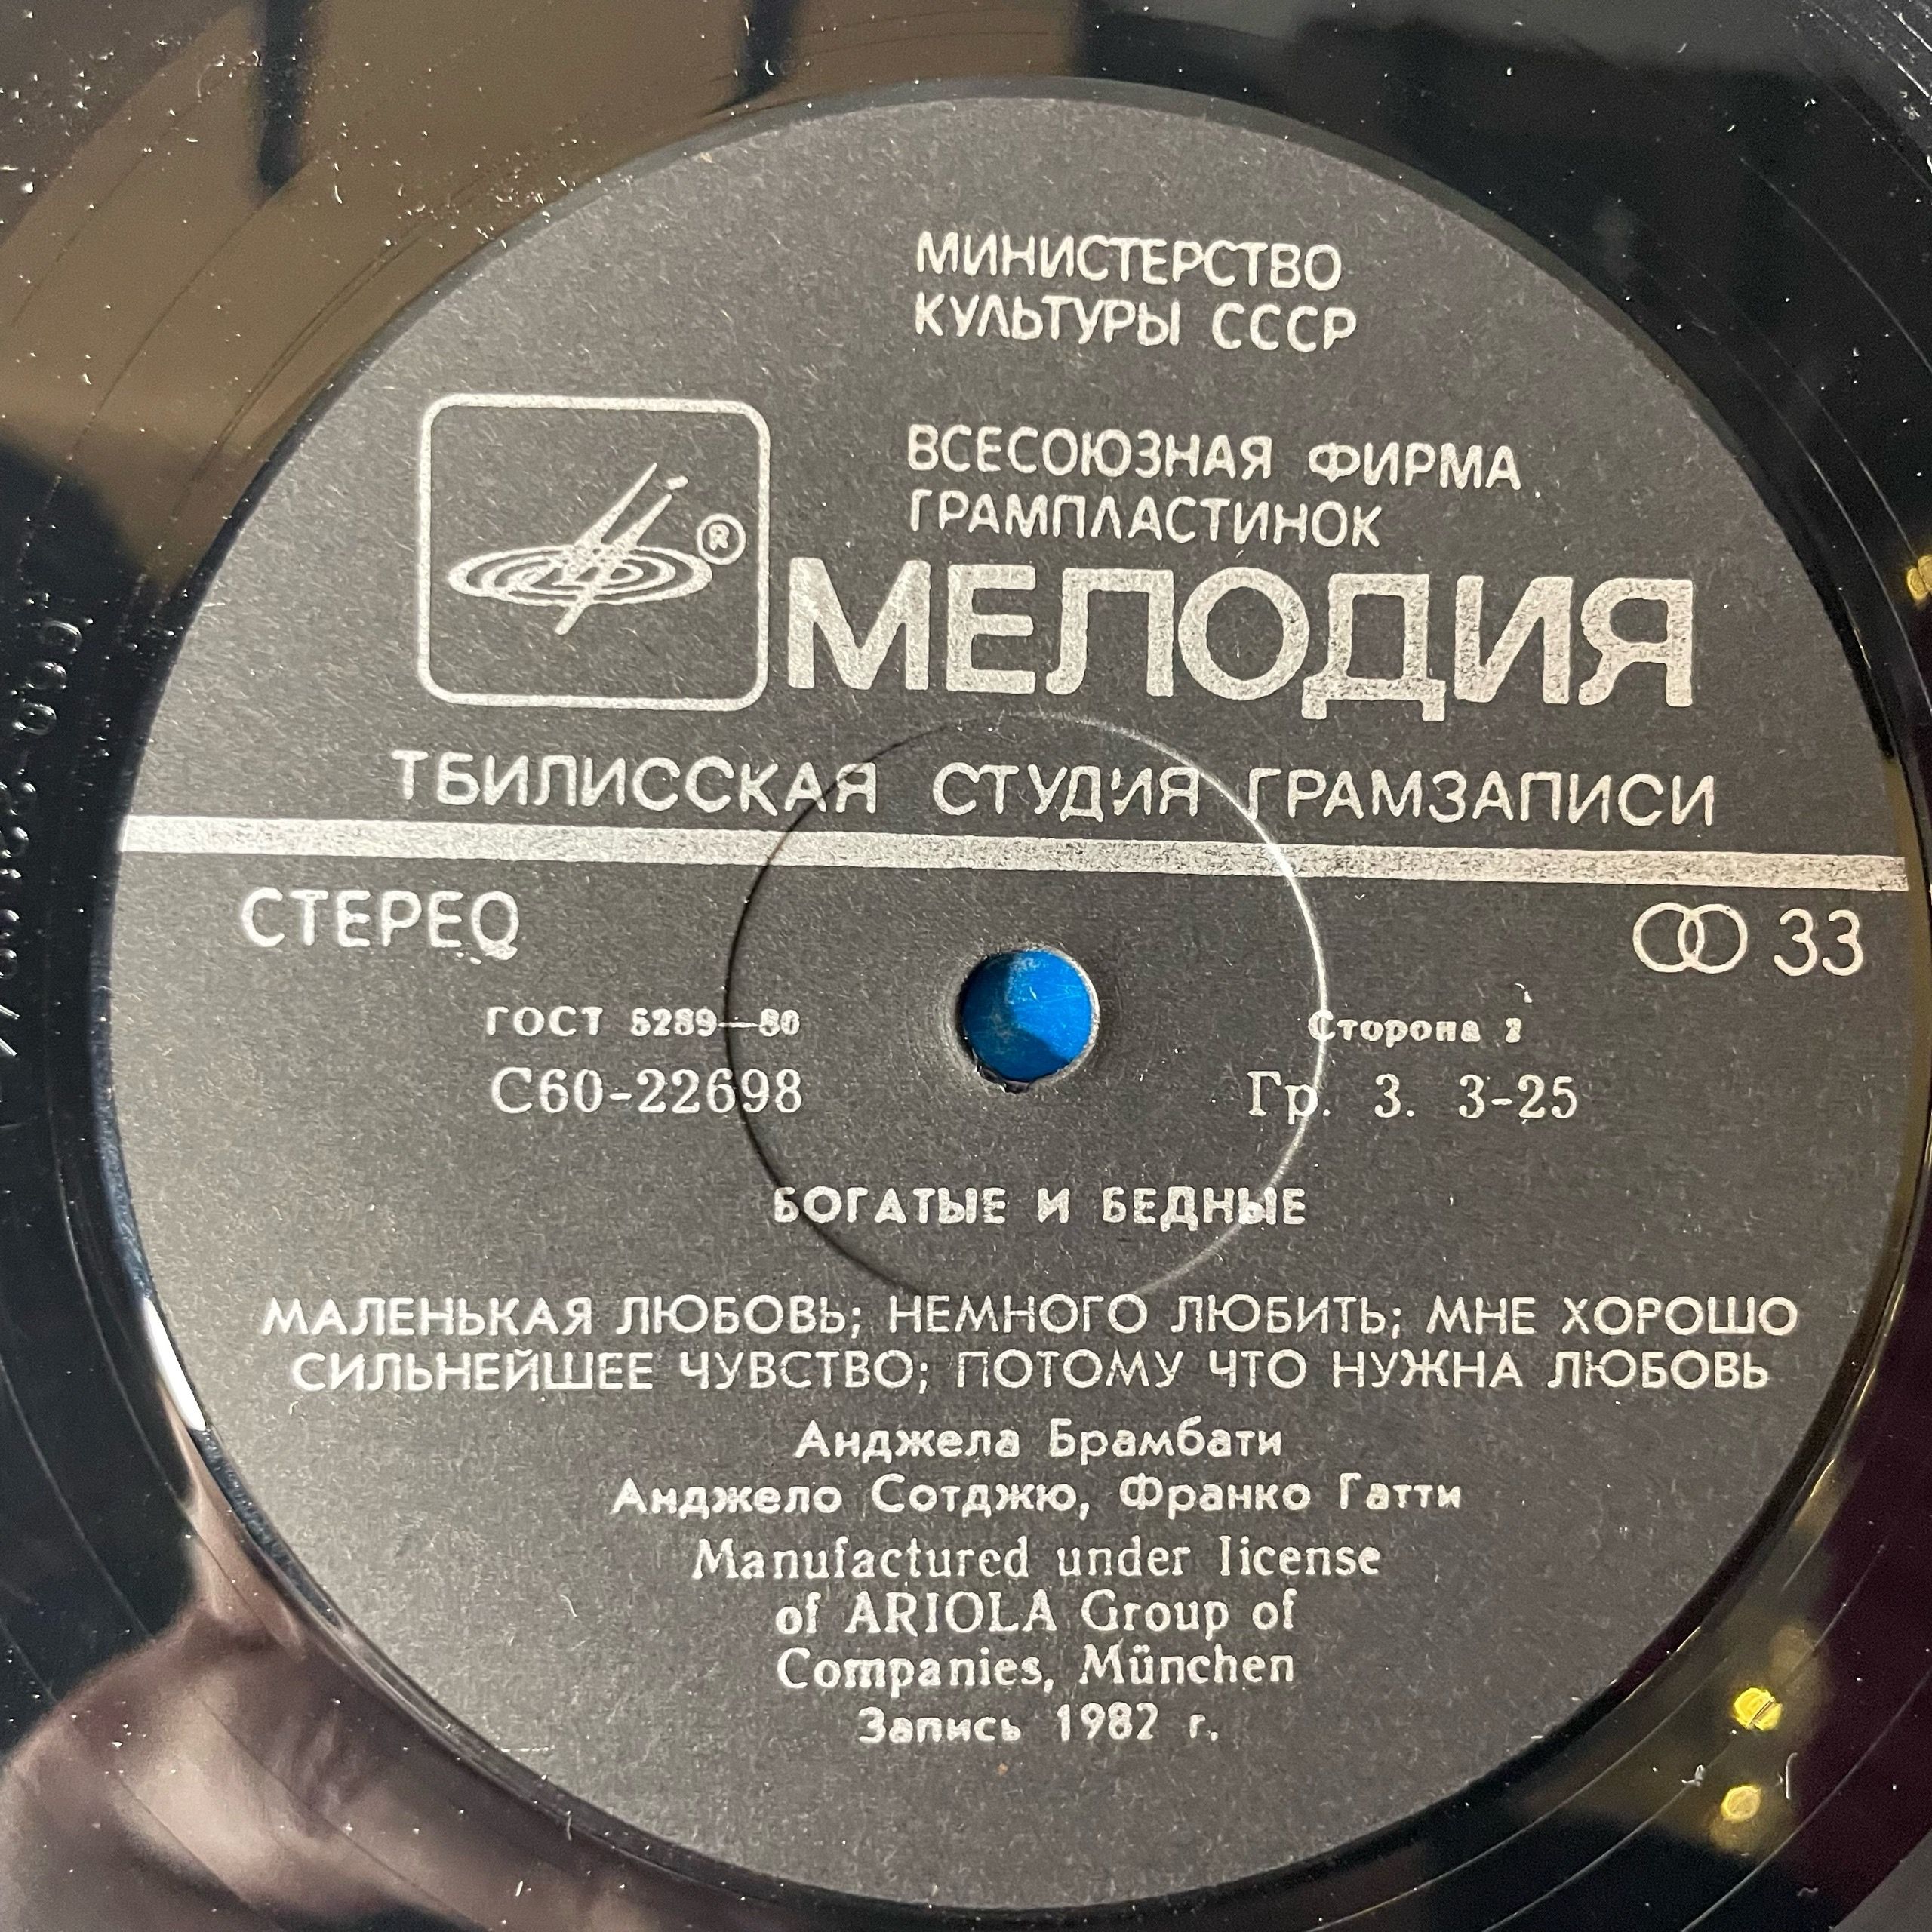 МИНИСТЕРСТВО
КУЛЬТУРЫ СССР
ВСЕСОЮЗНАЯ ФИРМА
ГРАМПЛАСТИНОК
®
МЕЛОДИЯ
ТБИЛИССКАЯ СТУДИЯ ГРАМЗАПИСИ
СТЕРЕО
33
ГОСТ 5289—80
Сторона 2
С60-22698
Гр. 3. 3-25
БОГАТЫЕ И БЕДНЫЕ
МАЛЕНЬКАЯ ЛЮБОВЬ; НЕМНОГО ЛЮБИТЬ; МНЕ ХОРОШО
СИЛЬНЕЙШЕЕ ЧУВСТВО; ПОТОМУ ЧТО НУЖНА ЛЮБОВЬ
Анджела Брамбати
Анджело Сотджю, Франко Гатти
Manufactured under license
of ARIOLA Group of
Companies, München
Запись 1982 г.